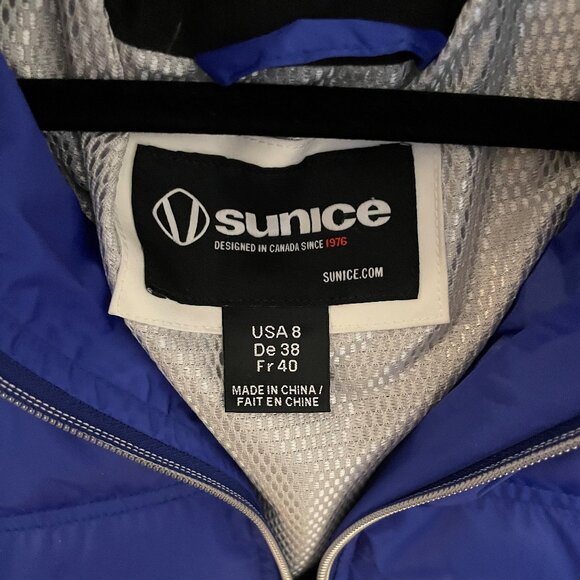 sunice
DESIGNED IN CANADA SINCE 1976
SUNICE.COM
USA 8
De 38
Fr 40
MADE IN CHINA /
FAIT EN CHINE